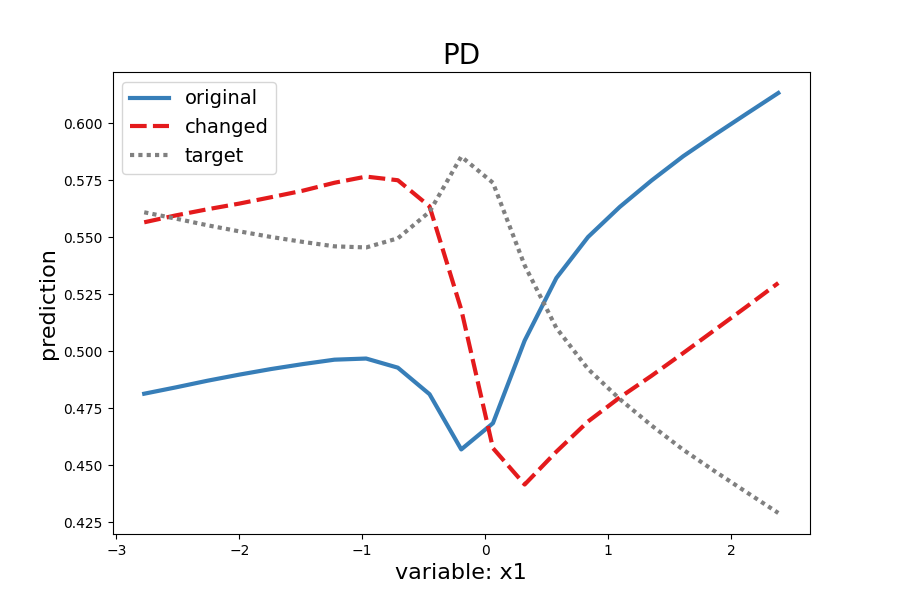 PD
original
changed
target
prediction
0.600
0.575
0.550
0.525
0.500
0.475
0.450
0.425
−3 −2 −1 0 1 2
variable: x1